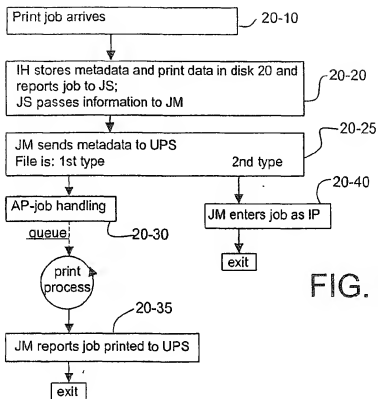 Print job arrives
20-10
IH stores metadata and print data in disk 20 and
reports job to JS;
JS passes information to JM
20-20
20-25
JM sends metadata to UPS
File is: 1st type 2nd type
20-40
AP-job handling
JM enters job as IP
queue
20-30
exit
print
process
FIG.
20-35
JM reports job printed to UPS
exit